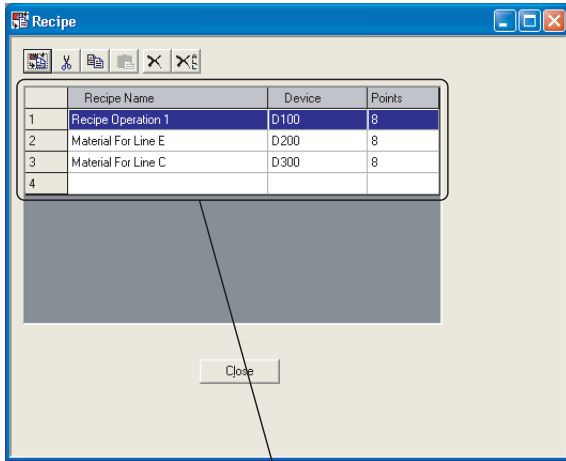 Recipe
Recipe Name Device Points
1 Recipe Operation 1 D100 8
2 Material For Line E D200 8
3 Material For Line C D300 8
4
Close